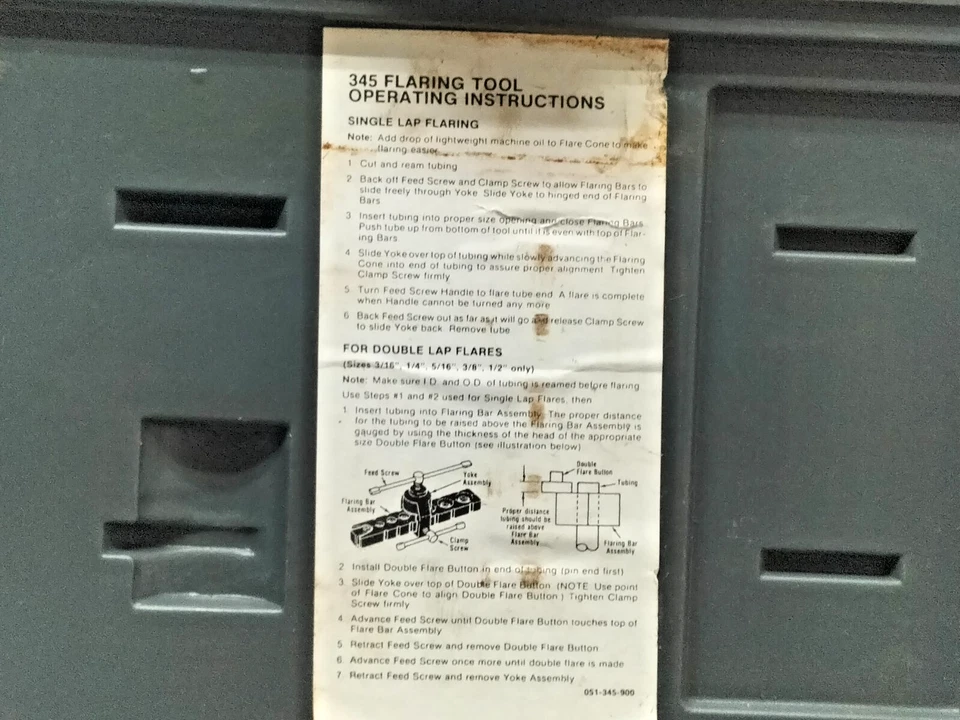 345 FLARING TOOL
OPERATING INSTRUCTIONS
SINGLE LAP FLARING
Note: Add drop of lightweight machine oil to Flare Cone to make
flaring easier.
1 Cut and ream tubing
2 Back off Feed Screw and Clamp Screw to allow Flaring Bars to
slide freely through Yoke. Slide Yoke to hinged end of Flaring
Bars
3 Insert tubing into proper size opening and close Flaring Bars
Push tube up from bottom of tool until it is even with top of Flar-
ing Bars
4 Slide Yoke over top of tubing while slowly advancing the Flaring
Cone into end of tubing to assure proper alignment. Tighten
Clamp Screw firmly
5 Turn Feed Screw Handle to flare tube end. A flare is complete
when Handle cannot be turned any more
6 Back Feed Screw out as far as it will go and release Clamp Screw
to slide Yoke back. Remove tube
FOR DOUBLE LAP FLARES
(Sizes 3/16", 1/4", 5/16", 3/8", 1/2" only)
Note: Make sure I.D. and O.D. of tubing is reamed before flaring
Use Steps #1 and #2 used for Single Lap Flares, then
1. Insert tubing into Flaring Bar Assembly. The proper distance
for the tubing to be raised above the Flaring Bar Assembly is
gauged by using the thickness of the head of the appropriate
size Double Flare Button (see illustration below)
Feed Screw
Yoke
Assembly
Flaring Bar
Assembly
Clamp
Screw
Double
Flare Button
Tubing
Proper distance
tubing should be
raised above
Flare Bar
Assembly
Flaring Bar
Assembly
2 Install Double Flare Button in end of tubing (pin end first)
3. Slide Yoke over top of Double Flare Button. (NOTE: Use point
of Flare Cone to align Double Flare Button.) Tighten Clamp
Screw firmly
4. Advance Feed Screw until Double Flare Button touches top of
Flare Bar Assembly
5. Retract Feed Screw and remove Double Flare Button
6. Advance Feed Screw once more until double flare is made
7. Retract Feed Screw and remove Yoke Assembly
051-345-900